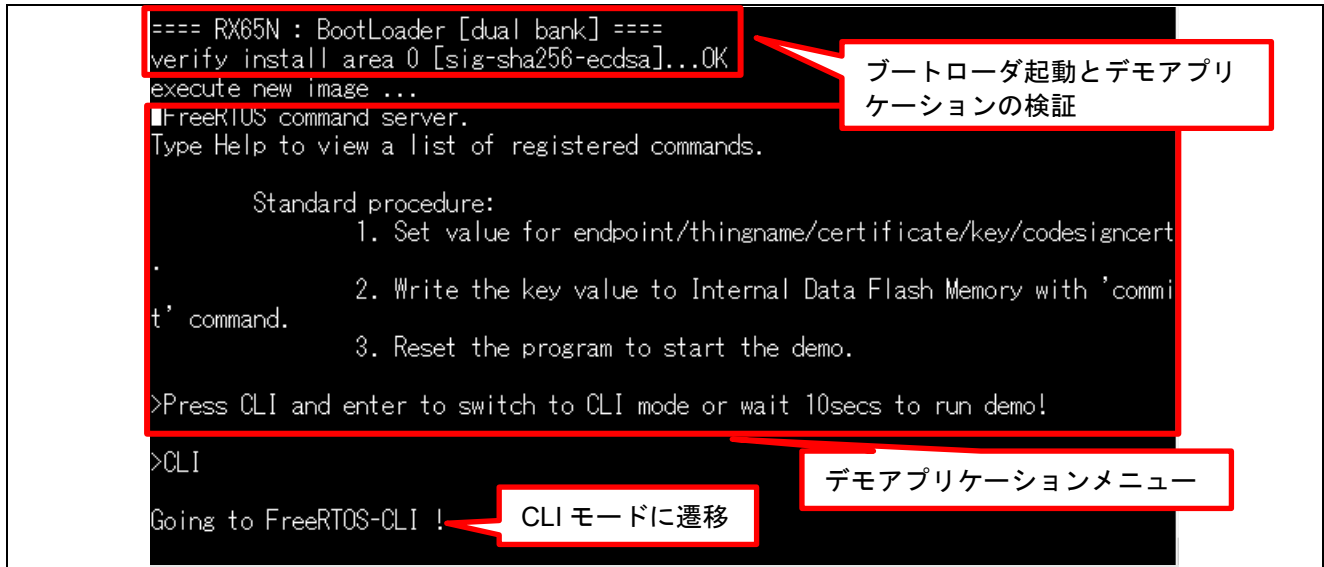 ==== RX65N : BootLoader [dual bank] ====
verify install area 0 [sig-sha256-ecdsa]...OK
ブートローダ起動とデモアプリ
ケーションの検証
execute new image ...
FreeRTOS command server.
Type Help to view a list of registered commands.
Standard procedure:
1. Set value for endpoint/thingname/certificate/key/codesigncert
.
2. Write the key value to Internal Data Flash Memory with 'commi
t' command.
3. Reset the program to start the demo.
>Press CLI and enter to switch to CLI mode or wait 10secs to run demo!
デモアプリケーションメニュー
>CLI
Going to FreeRTOS-CLI !
CLI モードに遷移